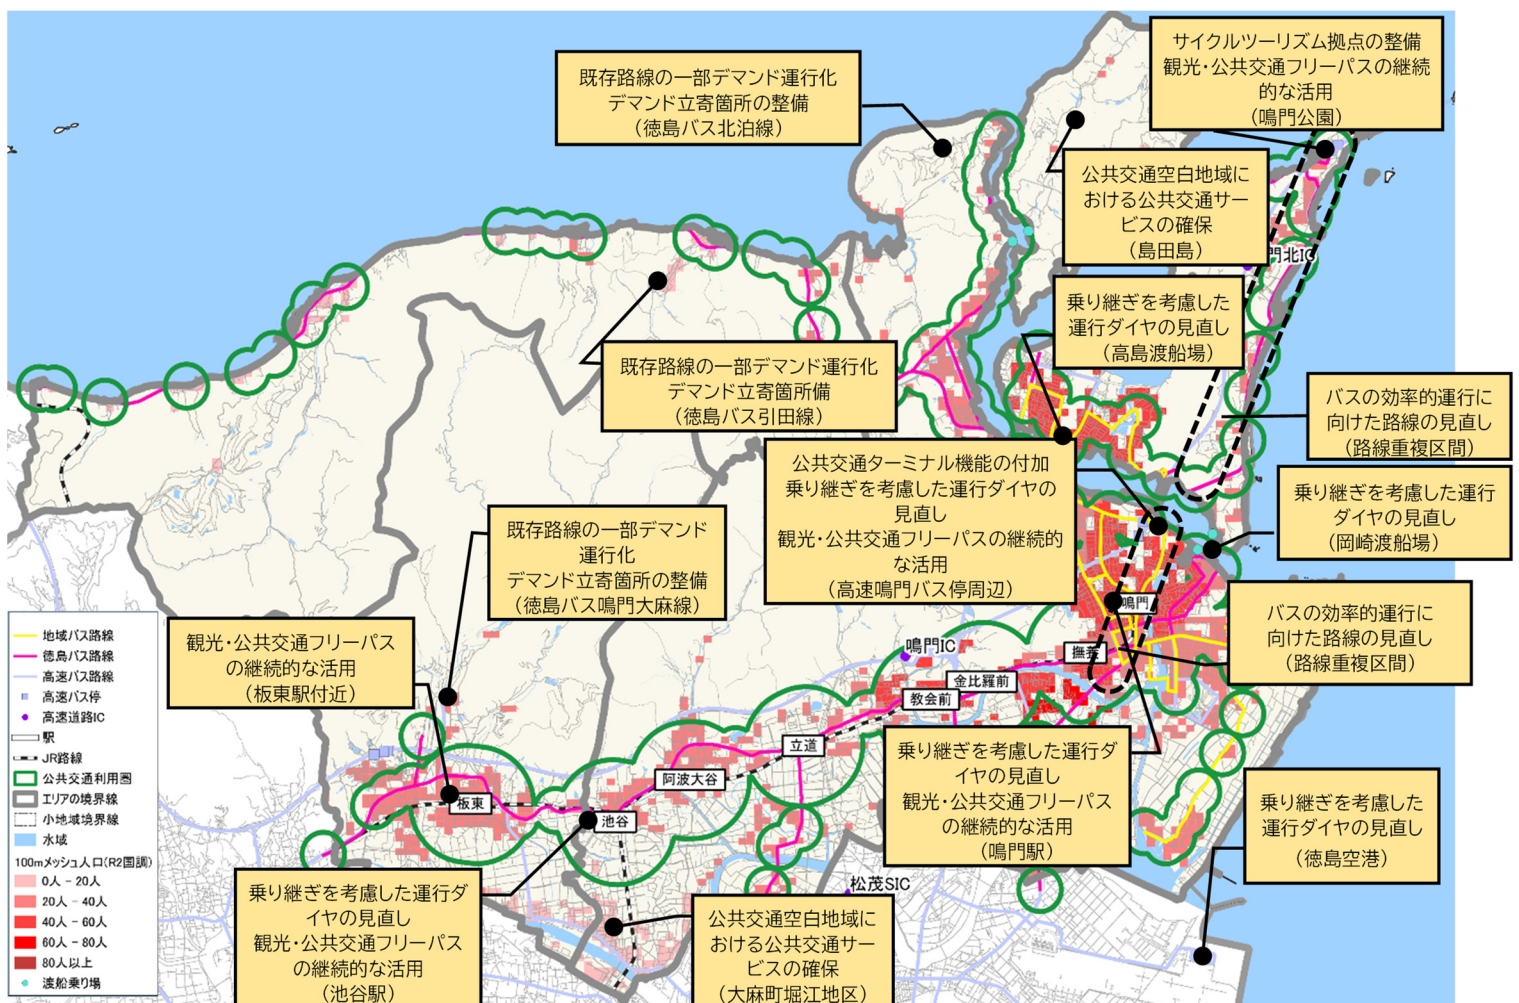 サイクルツーリズム拠点の整備
観光・公共交通フリーパスの継続
的な活用
(鳴門公園)
既存路線の一部デマンド運行化
デマンド立寄箇所の整備
(徳島バス北泊線)
公共交通空白地域に
おける公共交通サー
ビスの確保
(島田島)
門北IC
乗り継ぎを考慮した
運行ダイヤの見直し
(高島渡船場)
既存路線の一部デマンド運行化
デマンド立寄箇所備
(徳島バス引田線)
バスの効率的運行に
向けた路線の見直し
(路線重複区間)
公共交通ターミナル機能の付加
乗り継ぎを考慮した運行ダイヤの
見直し
観光・公共交通フリーパスの継続的
な活用
(高速鳴門バス停周辺)
乗り継ぎを考慮した運行
ダイヤの見直し
(岡崎渡船場)
既存路線の一部デマンド
運行化
デマンド立寄箇所の整備
(徳島バス鳴門大麻線)
バスの効率的運行に
向けた路線の見直し
(路線重複区間)
観光・公共交通フリーパス
の継続的な活用
(板東駅付近)
鳴門
撫養
鳴門IC
金比羅前
教会前
立道
阿波大谷
池谷
板東
松茂SIC
乗り継ぎを考慮した運行ダ
イヤの見直し
観光・公共交通フリーパス
の継続的な活用
(鳴門駅)
乗り継ぎを考慮した
運行ダイヤの見直し
(徳島空港)
乗り継ぎを考慮した運行ダ
イヤの見直し
観光・公共交通フリーパス
の継続的な活用
(池谷駅)
公共交通空白地域に
おける公共交通サー
ビスの確保
(大麻町堀江地区)
地域バス路線
徳島バス路線
高速バス路線
高速バス停
高速道路IC
駅
JR路線
公共交通利用圏
エリアの境界線
小地域境界線
水域
100mメッシュ人口(R2国調)
0人 - 20人
20人 - 40人
40人 - 60人
60人 - 80人
80人以上
渡船乗り場